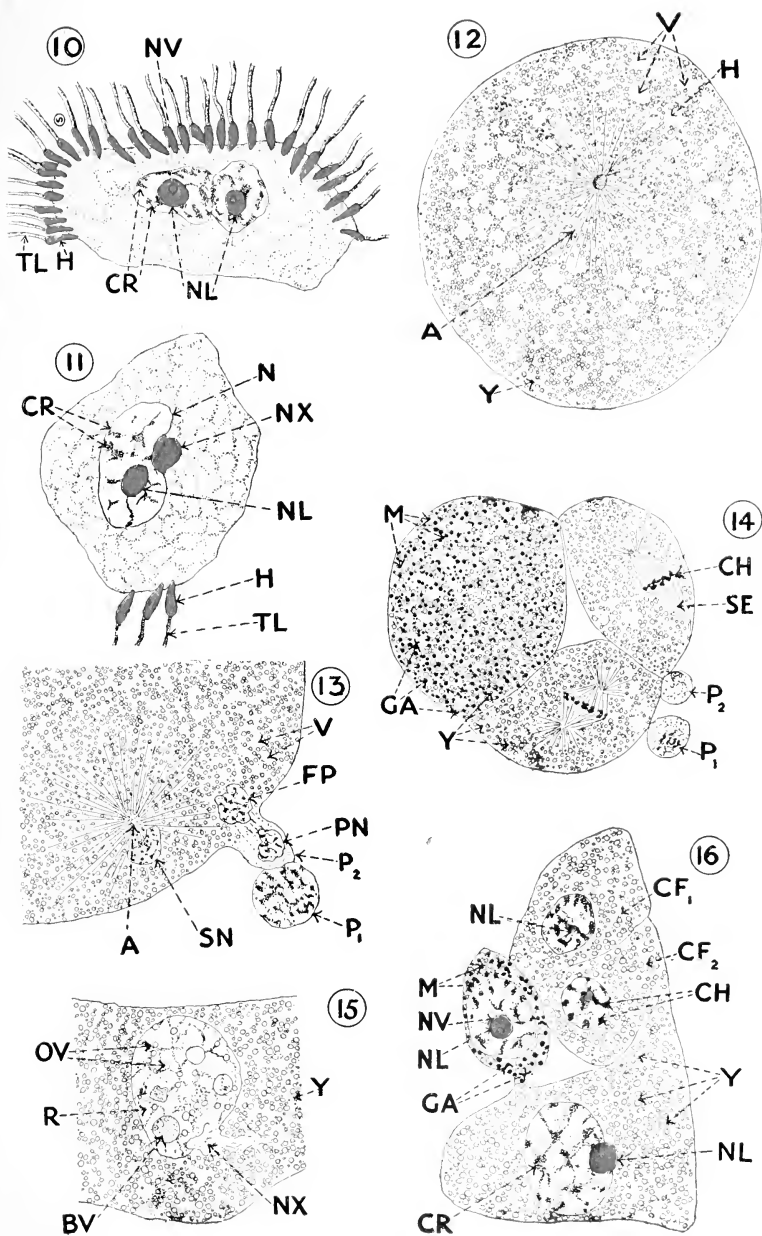 10
NV
S
TL H
CR
NL
12
V
H
A
Y
11
CR
N
NX
NL
H
TL
14
M
CH
SE
GA
Y
P2
P1
13
V
FP
PN
P2
P1
A
SN
16
NL
CF1
CF2
M
NV
NL
GA
CH
Y
NL
CR
15
OV
R
Y
BV
NX